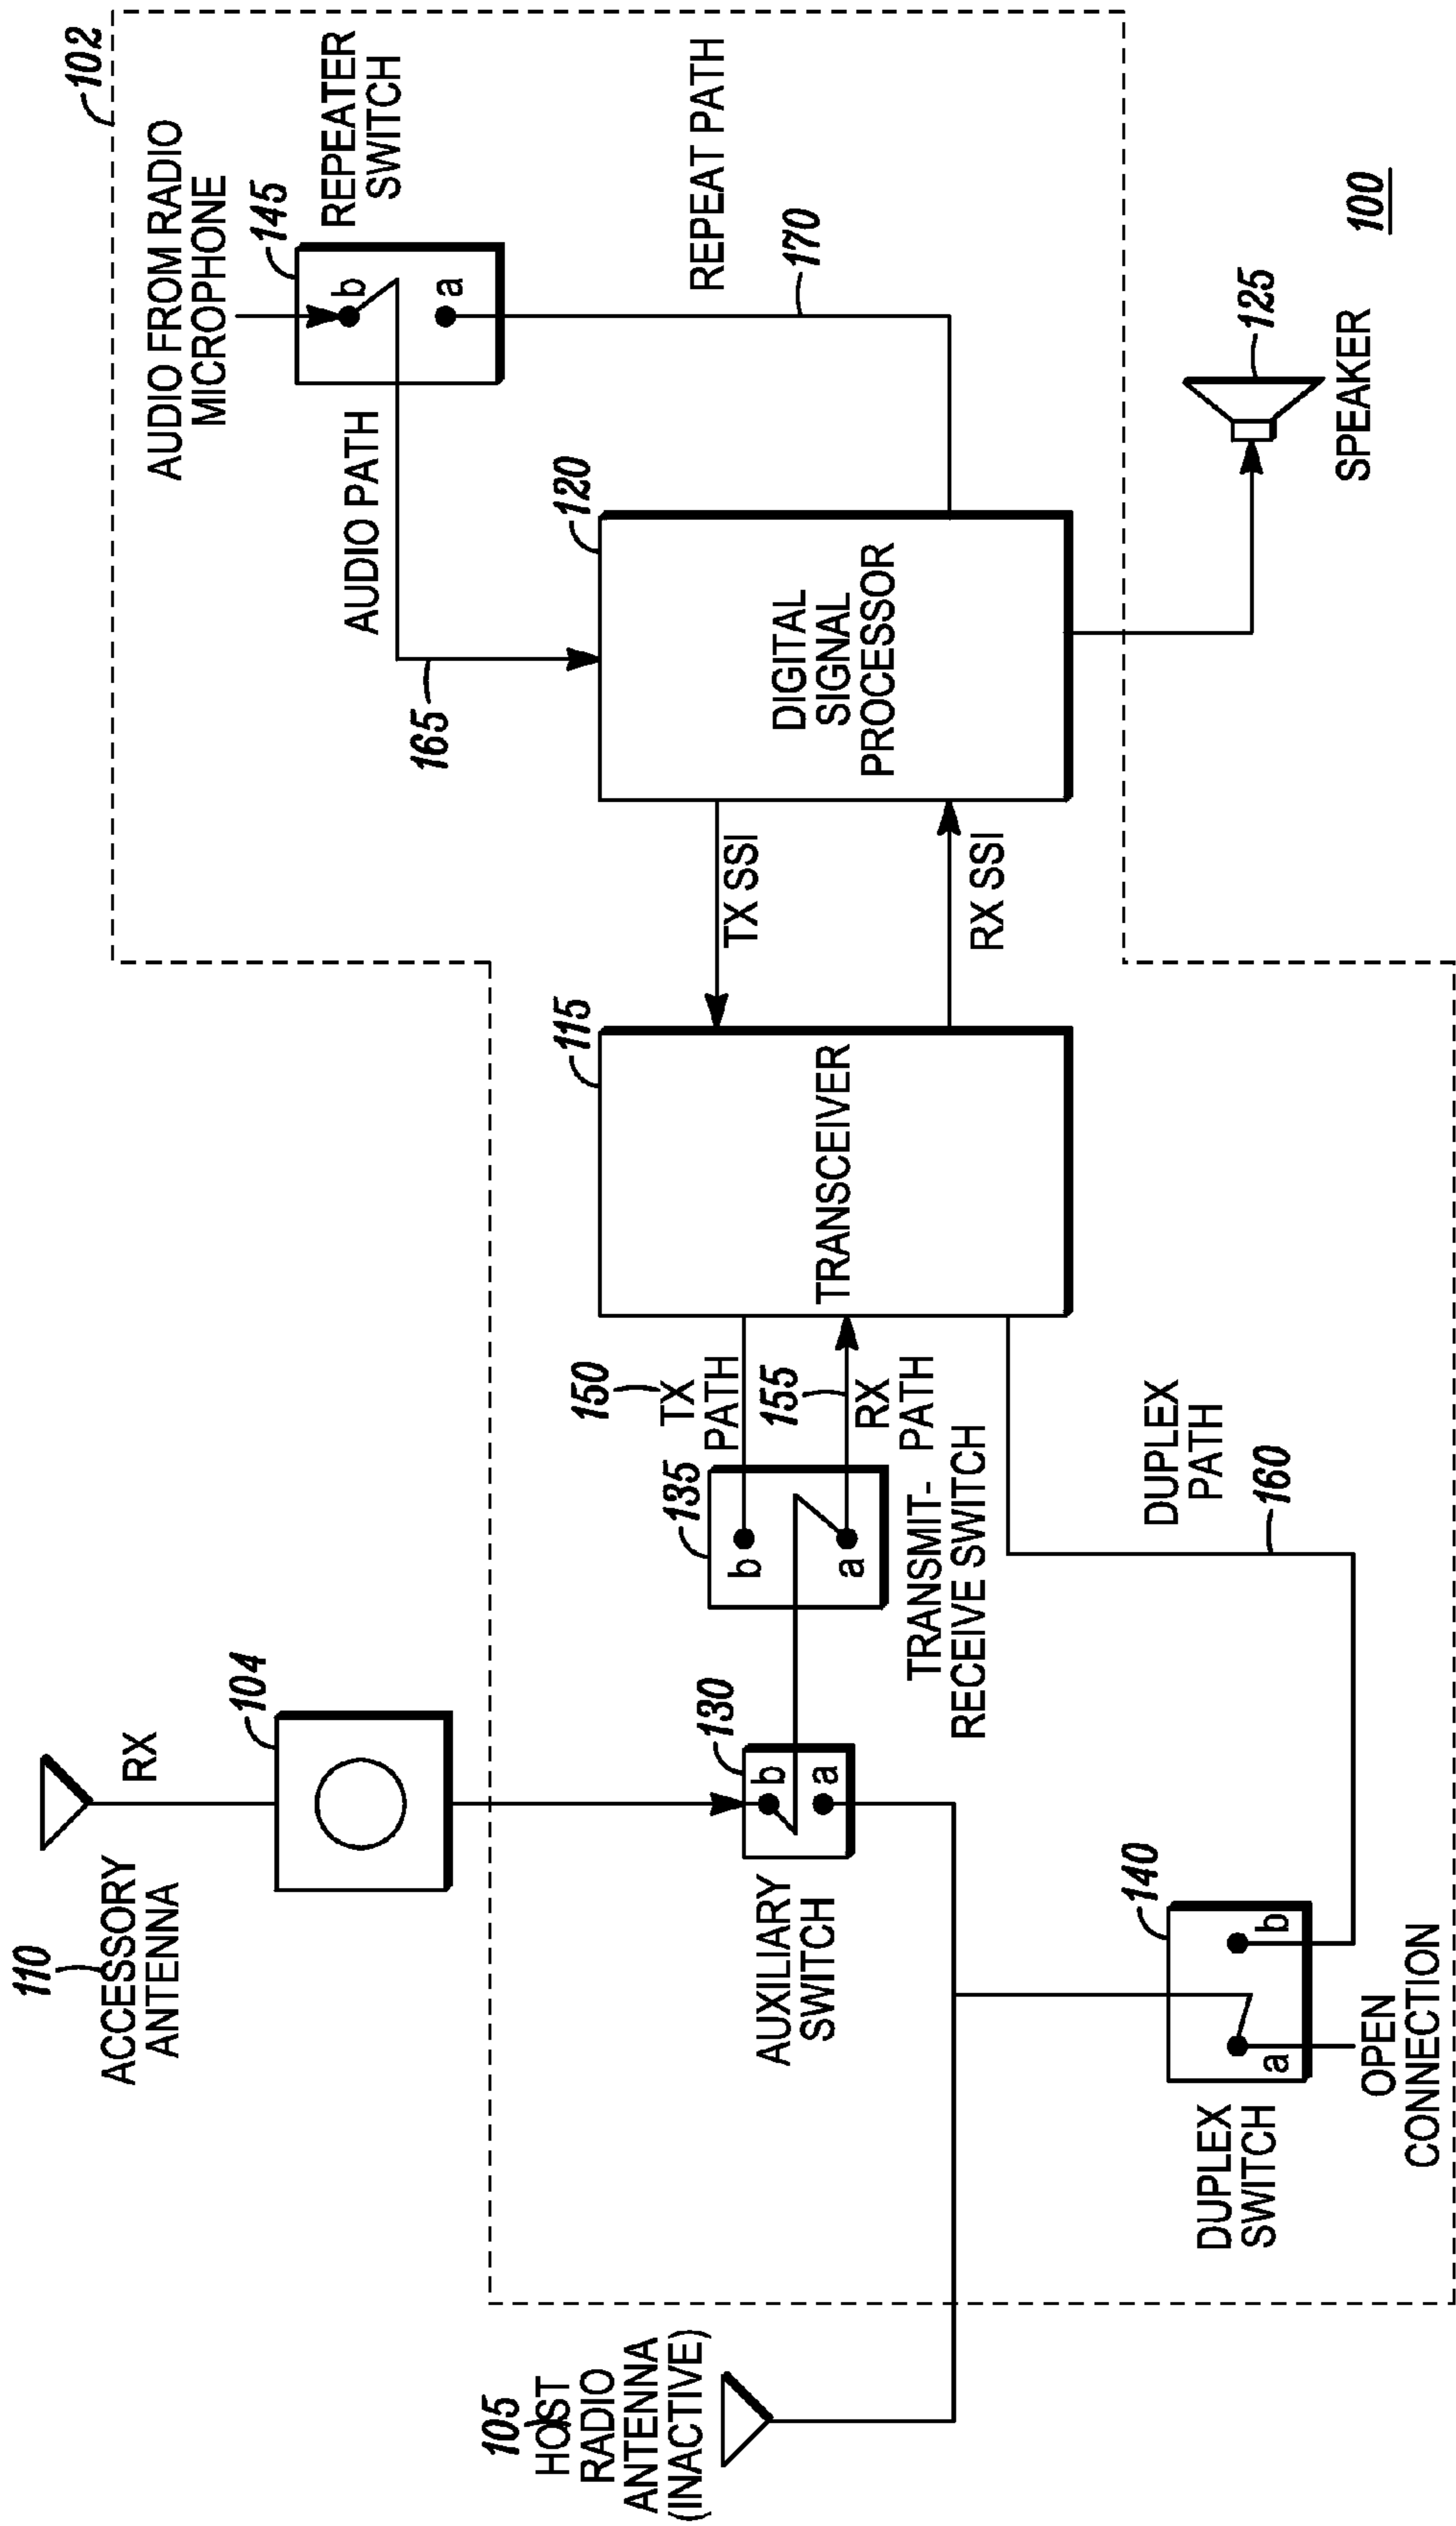 102
AUDIO FROM RADIO
MICROPHONE
145
REPEATER
SWITCH
b
a
AUDIO PATH
165
REPEAT PATH
170
120
DIGITAL
SIGNAL
PROCESSOR
125
SPEAKER
100
TX SSI
RX SSI
115
TRANSCEIVER
150
TX
PATH
155
RX
PATH
135
b
a
TRANSMIT-
RECEIVE SWITCH
DUPLEX
PATH
160
110
ACCESSORY
ANTENNA
RX
104
130
b
a
AUXILIARY
SWITCH
140
b
a
DUPLEX
SWITCH
OPEN
CONNECTION
105
HOST
RADIO
ANTENNA
(INACTIVE)